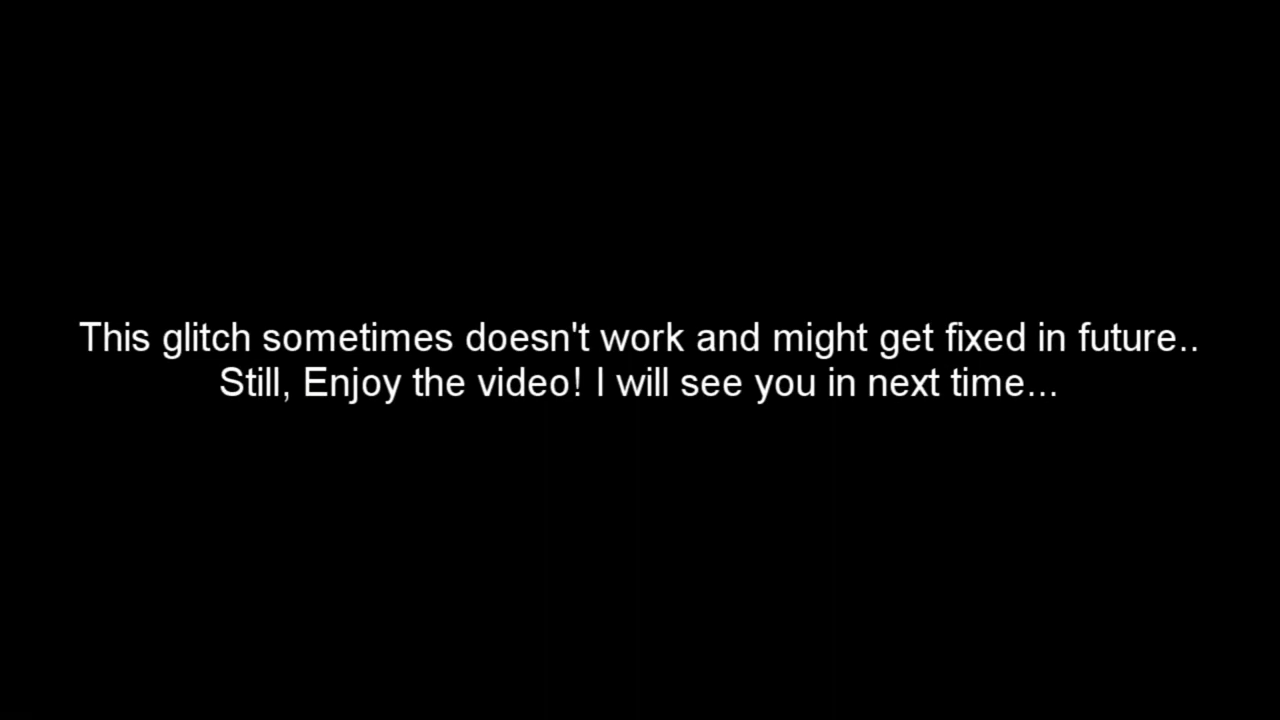 This glitch sometimes doesn't work and might get fixed in future..
Still, Enjoy the video! I will see you in next time...